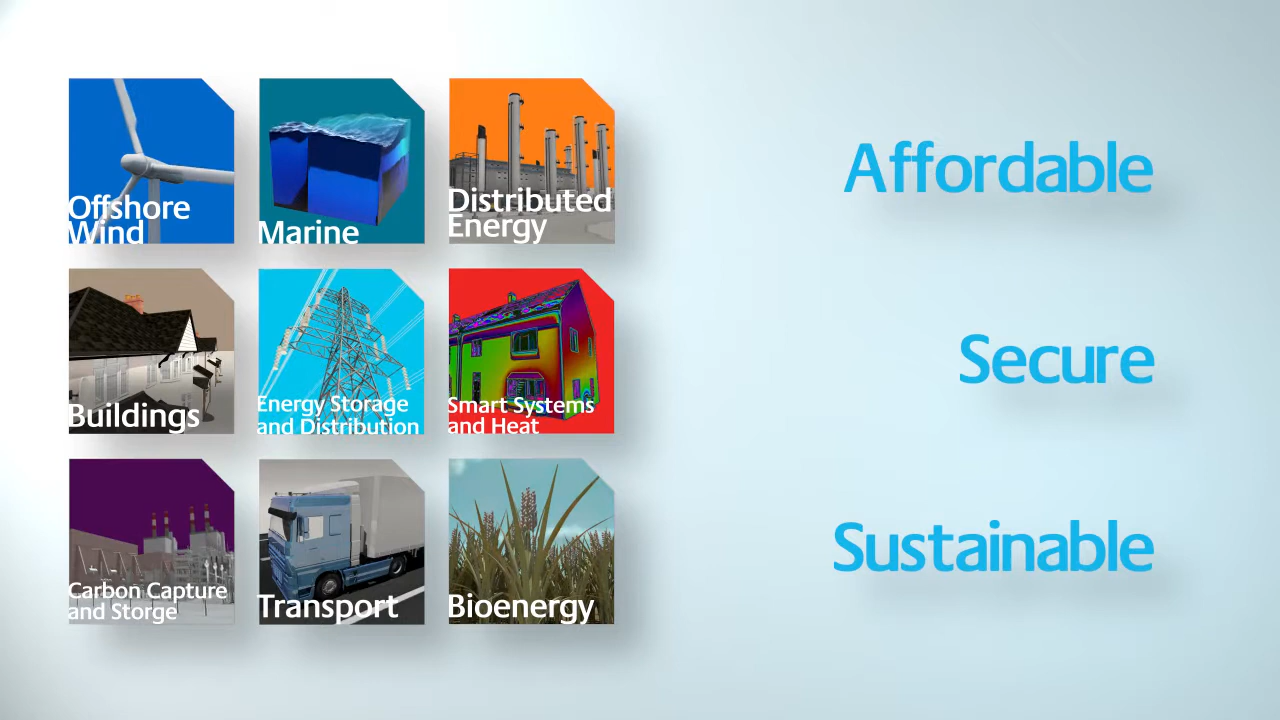 Offshore
Wind
Marine
Distributed
Energy
Buildings
Energy Storage
and Distribution
Smart Systems
and Heat
Carbon Capture
and Storge
Transport
Bioenergy
Affordable
Secure
Sustainable